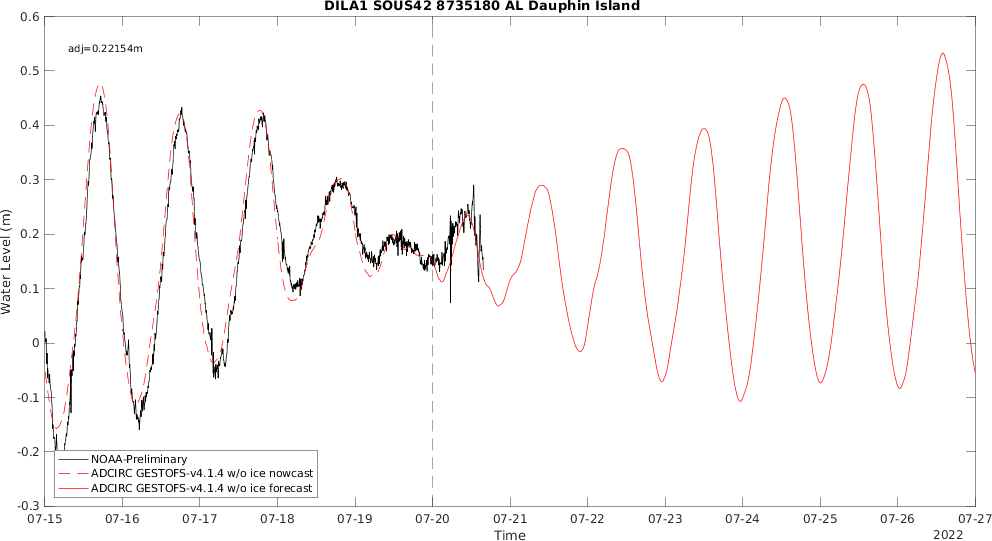 DILA1 SOUS42 8735180 AL Dauphin Island
adj=0.22154m
0.6
0.5
0.4
0.3
0.2
0.1
0
-0.1
-0.2
-0.3
Water Level (m)
NOAA-Preliminary
ADCIRC GESTOFS-v4.1.4 w/o ice nowcast
ADCIRC GESTOFS-v4.1.4 w/o ice forecast
07-15 07-16 07-17 07-18 07-19 07-20 07-21 07-22 07-23 07-24 07-25 07-26 07-27
Time
2022